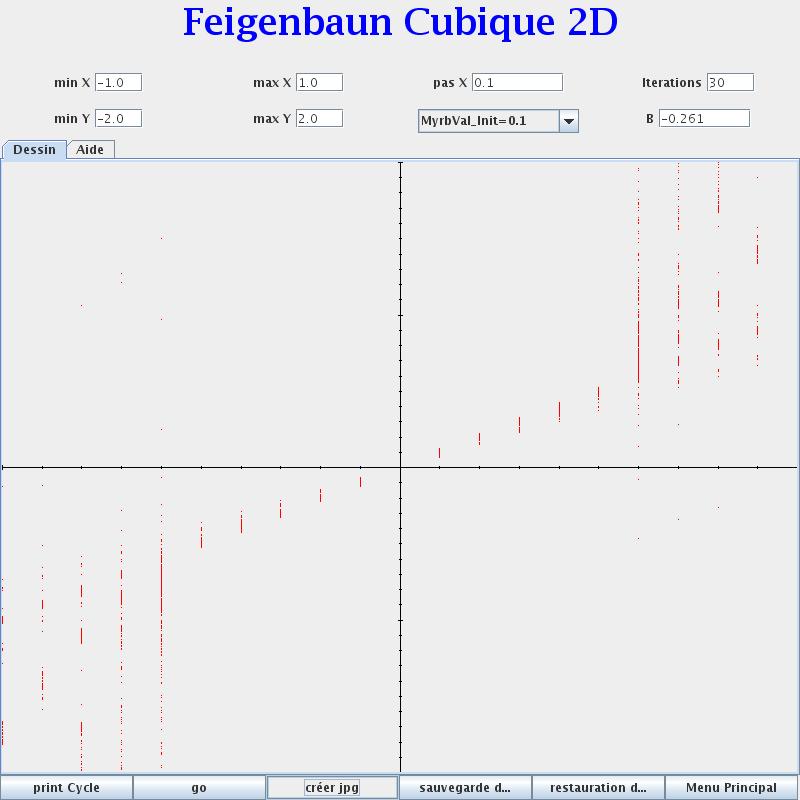 Feigenbaun Cubique 2D
min X -1.0 max X 1.0 pas X 0.1 Iterations 30
min Y -2.0 max Y 2.0 MyrbVal_Init=0.1 B -0.261
Dessin Aide
print Cycle go créer jpg sauvegarde d... restauration d... Menu Principal